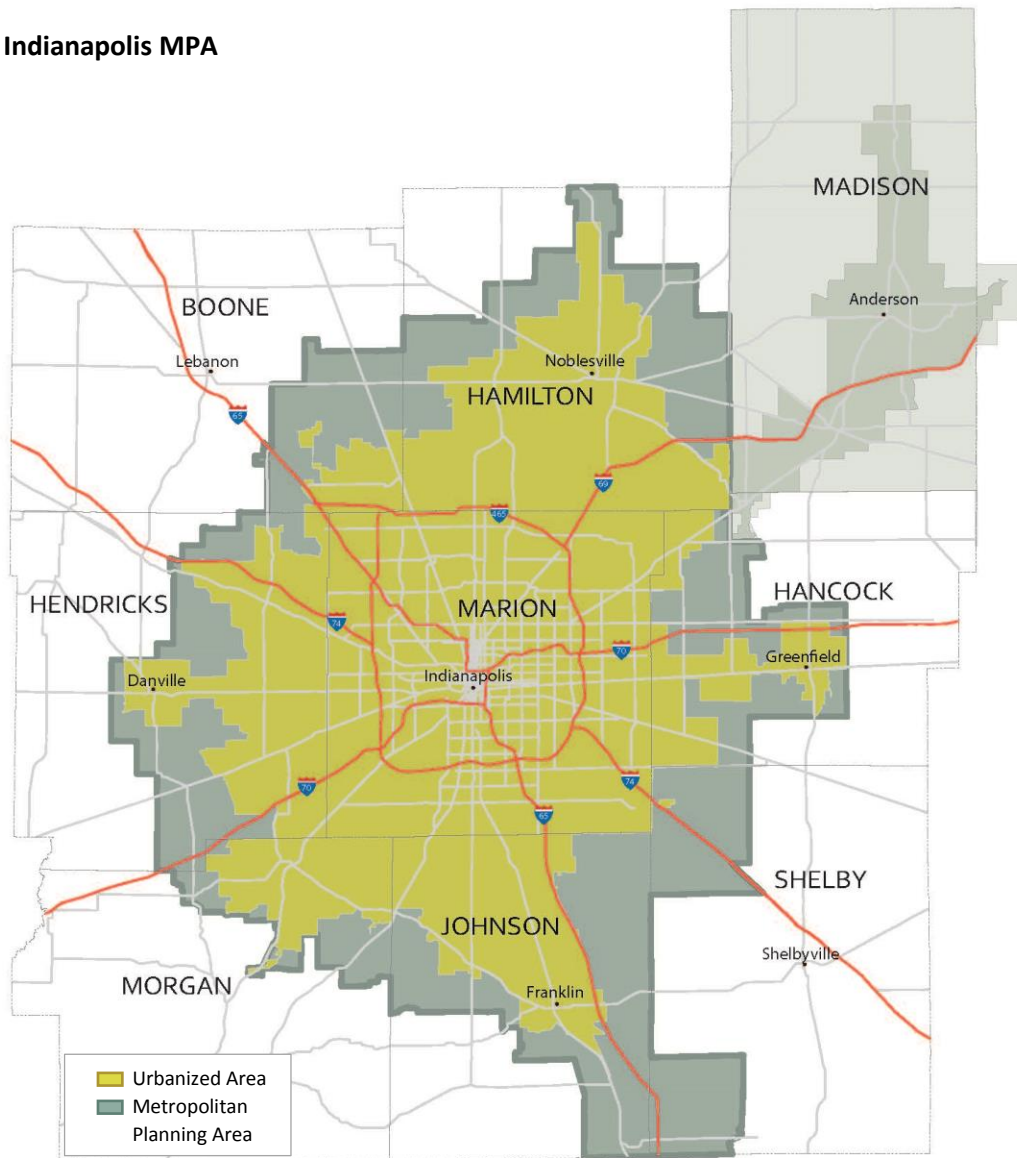 Indianapolis MPA
MADISON
Anderson
BOONE
Lebanon
Noblesville
HAMILTON
65
69
465
HENDRICKS
MARION
HANCOCK
74
70
Greenfield
Danville
Indianapolis
70
74
65
SHELBY
JOHNSON
Shelbyville
MORGAN
Franklin
Urbanized Area
Metropolitan
Planning Area